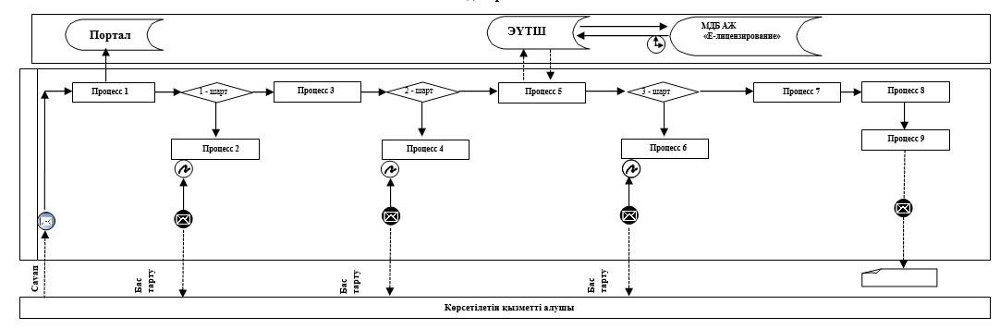 Портал
ЭҮТШ
МДБ АЖ
«Е-лицензирование»
Процесс 1
1 - шарт
Процесс 3
2 - шарт
Процесс 5
3 - шарт
Процесс 7
Процесс 8
Процесс 2
Процесс 4
Процесс 6
Процесс 9
Сауап
Бас
тарту
Бас
тарту
Бас
тарту
Көрсетілетін қызметті алушы